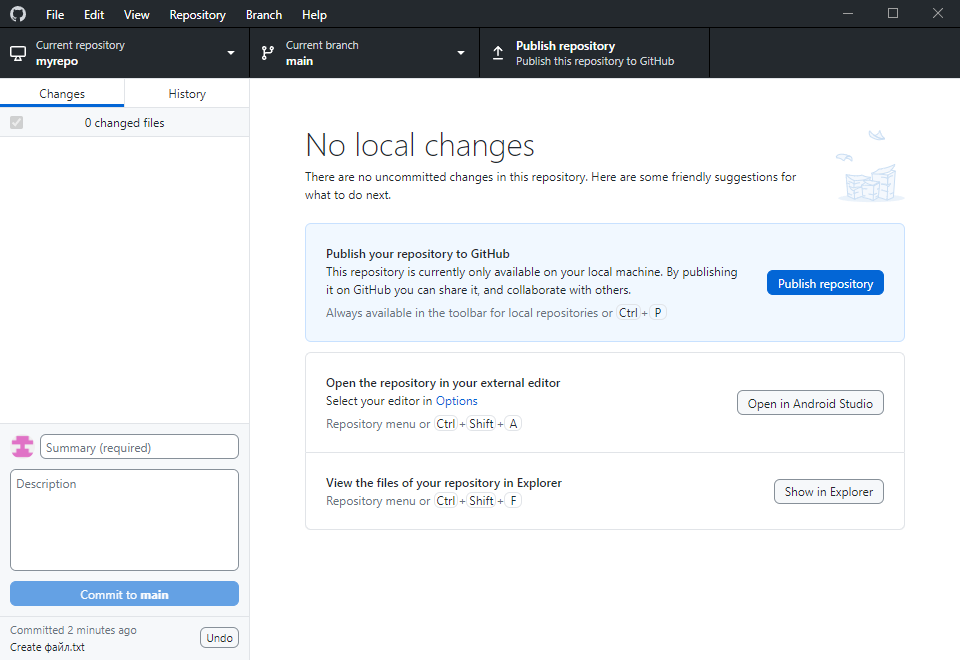 File Edit View Repository Branch Help
Current repository
myrepo
Current branch
main
Publish repository
Publish this repository to GitHub
Changes History
0 changed files
No local changes
There are no uncommitted changes in this repository. Here are some friendly suggestions for
what to do next.
Publish your repository to GitHub
This repository is currently only available on your local machine. By publishing
it on GitHub you can share it, and collaborate with others.
Always available in the toolbar for local repositories or Ctrl + P
Publish repository
Open the repository in your external editor
Select your editor in Options
Repository menu or Ctrl + Shift + A
Open in Android Studio
View the files of your repository in Explorer
Repository menu or Ctrl + Shift + F
Show in Explorer
Summary (required)
Description
Commit to main
Committed 2 minutes ago
Create файл.txt
Undo